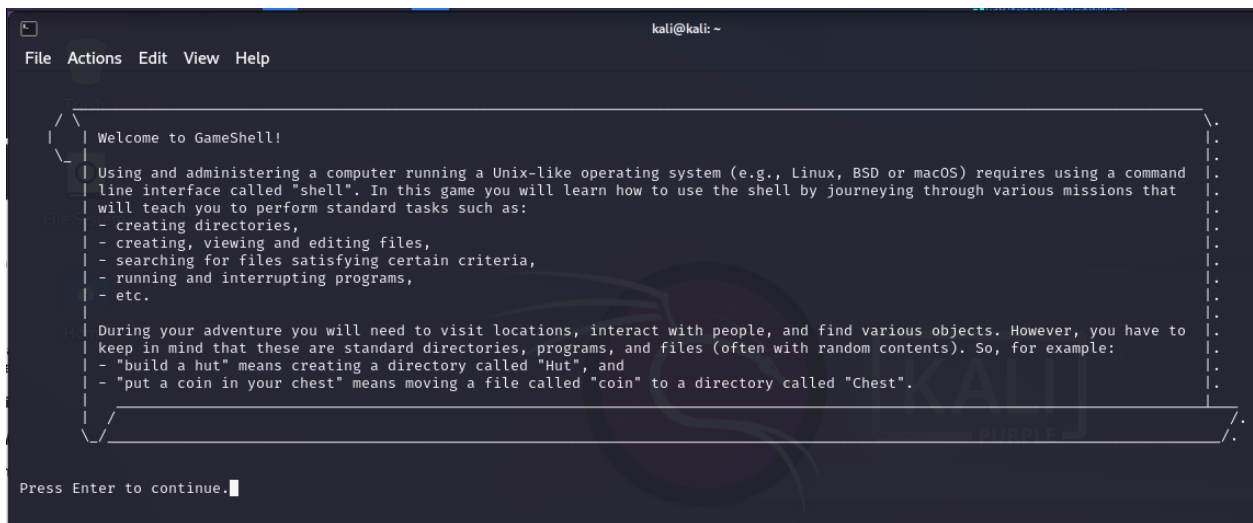 kali@kali: ~
File Actions Edit View Help
Trash
Welcome to GameShell!
Using and administering a computer running a Unix-like operating system (e.g., Linux, BSD or macOS) requires using a command
line interface called "shell". In this game you will learn how to use the shell by journeying through various missions that
will teach you to perform standard tasks such as:
- creating directories,
- creating, viewing and editing files,
- searching for files satisfying certain criteria,
- running and interrupting programs,
- etc.
During your adventure you will need to visit locations, interact with people, and find various objects. However, you have to
keep in mind that these are standard directories, programs, and files (often with random contents). So, for example:
- "build a hut" means creating a directory called "Hut", and
- "put a coin in your chest" means moving a file called "coin" to a directory called "Chest".
KALI
PURPLE
Press Enter to continue.